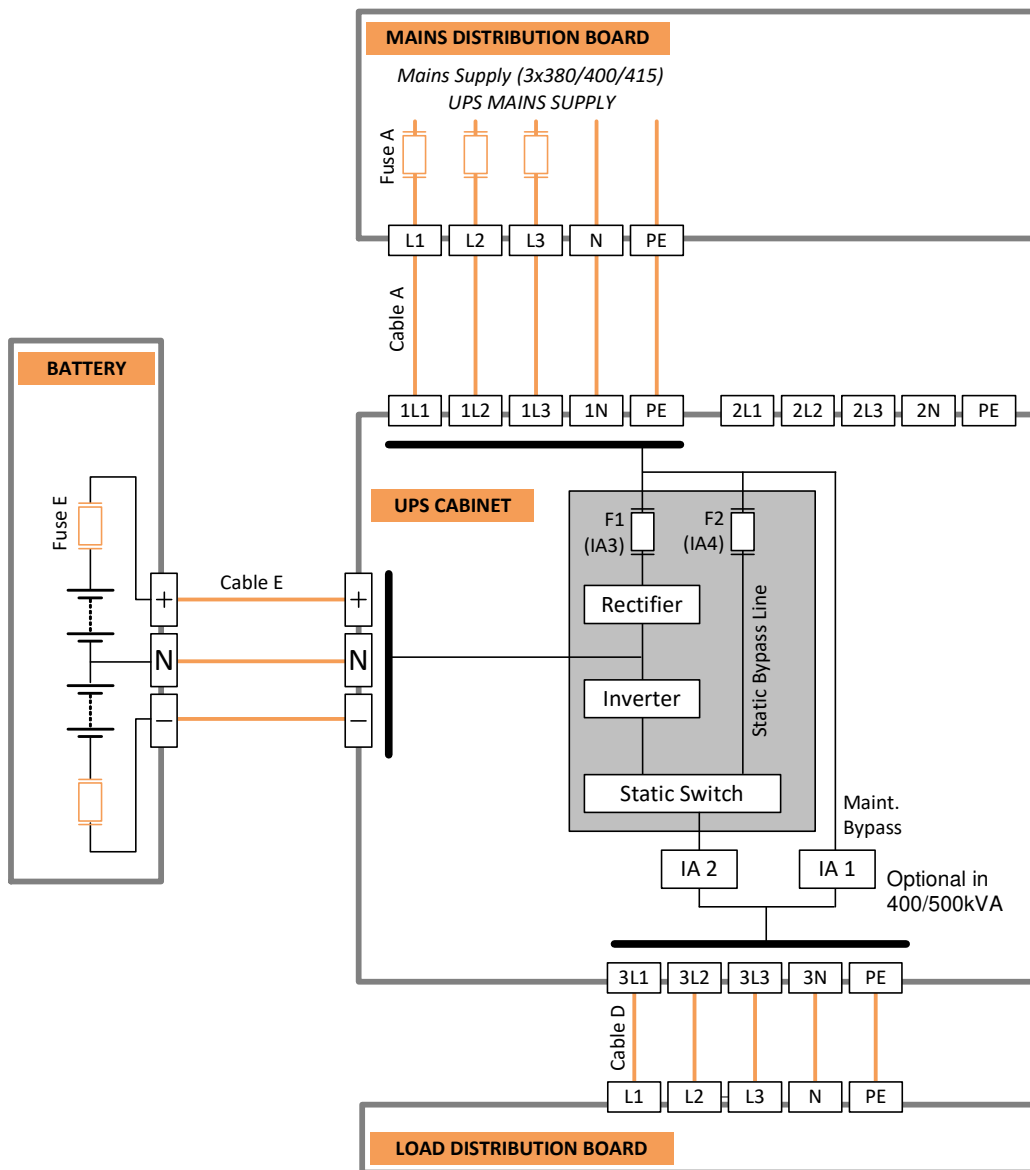 MAINS DISTRIBUTION BOARD
Mains Supply (3x380/400/415)
UPS MAINS SUPPLY
Fuse A
L1 L2 L3 N PE
Cable A
BATTERY
1L1 1L2 1L3 1N PE 2L1 2L2 2L3 2N PE
UPS CABINET
Fuse E
F1
(IA3)
F2
(IA4)
Cable E
+ +
Rectifier
N N
Static Bypass Line
Inverter
− −
Static Switch
Maint.
Bypass
IA 2 IA 1
Optional in
400/500kVA
3L1 3L2 3L3 3N PE
Cable D
L1 L2 L3 N PE
LOAD DISTRIBUTION BOARD